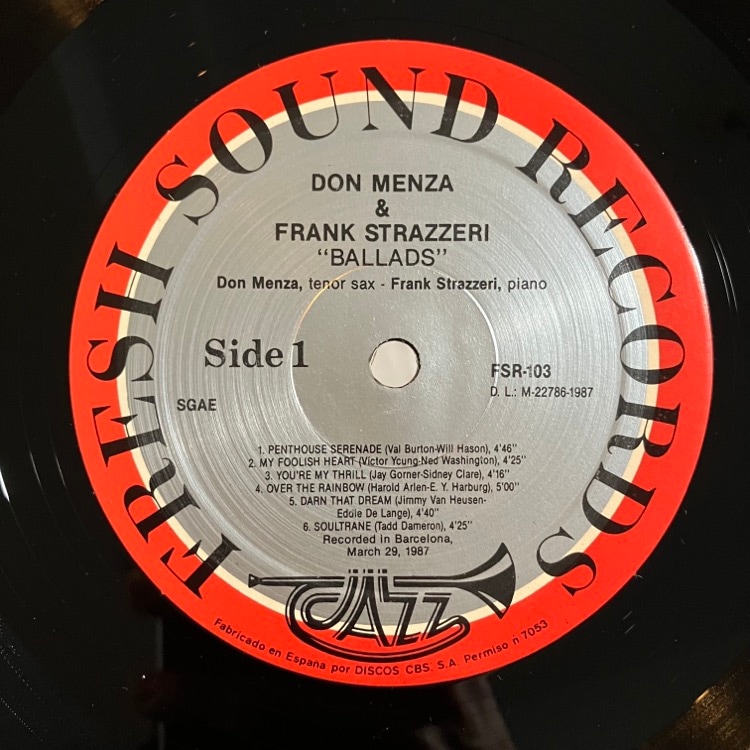 FRESH SOUND RECORDS
DON MENZA
&
FRANK STRAZZERI
"BALLADS"
Don Menza, tenor sax - Frank Strazzeri, piano
Side 1
FSR-103
D. L.: M-22786-1987
SGAE
1. PENTHOUSE SERENADE (Val Burton-Will Hason), 4'46"
2. MY FOOLISH HEART (Victor Young-Ned Washington), 4'25"
3. YOU'RE MY THRILL (Jay Gorner-Sidney Clare), 4'16"
4. OVER THE RAINBOW (Harold Arlen-E. Y. Harburg), 5'00"
5. DARN THAT DREAM (Jimmy Van Heusen-
Eddie De Lange), 4'40"
6. SOULTRANE (Tadd Dameron), 4'25"
Recorded in Barcelona,
March 29, 1987
JAZZ
Fabricado en España por DISCOS CBS. S.A. Permiso n 7053